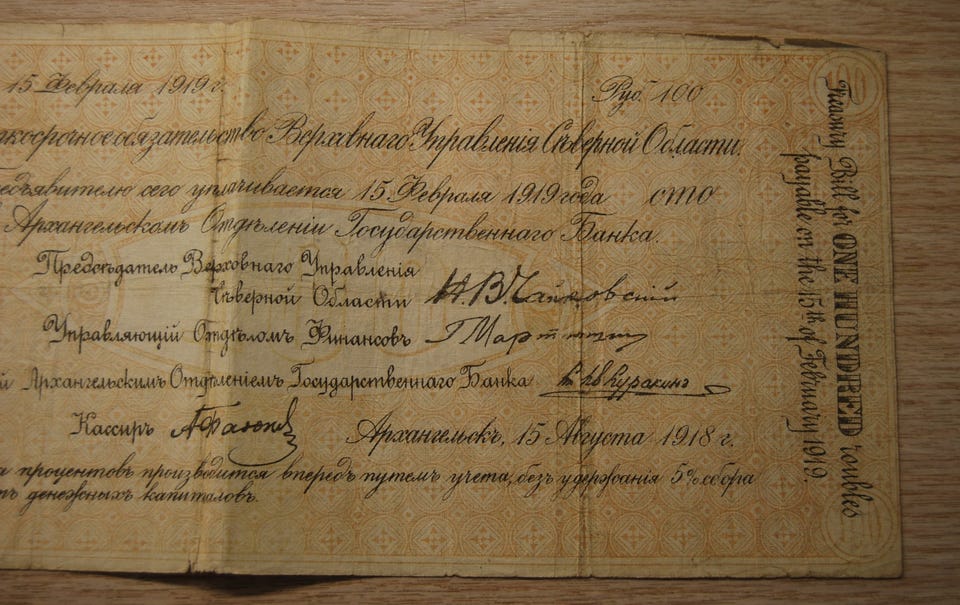 15 Февраля 1919 г.
Руб. 100
краткосрочное обязательство Верховнаго Управленія Сѣверной Области.
предъявителю сего уплачивается 15 Февраля 1919 года сто
Архангельскомъ Отдѣленіи Государственнаго Банка.
Предсѣдатель Верховнаго Управленія
Сѣверной Области Н.В.Чайковскій
Управляющій Отдѣломъ Финансовъ
й Архангельскимъ Отдѣленіемъ Государственнаго Банка
Кассиръ
Архангельскъ, 15 Августа 1918 г.
а процентовъ производится впередъ путемъ учета, безъ удержанія 5% сбора
ъ денежныхъ капиталовъ.
Treasury Bill for ONE HUNDRED roubles
payable on the 15th of February 1919.